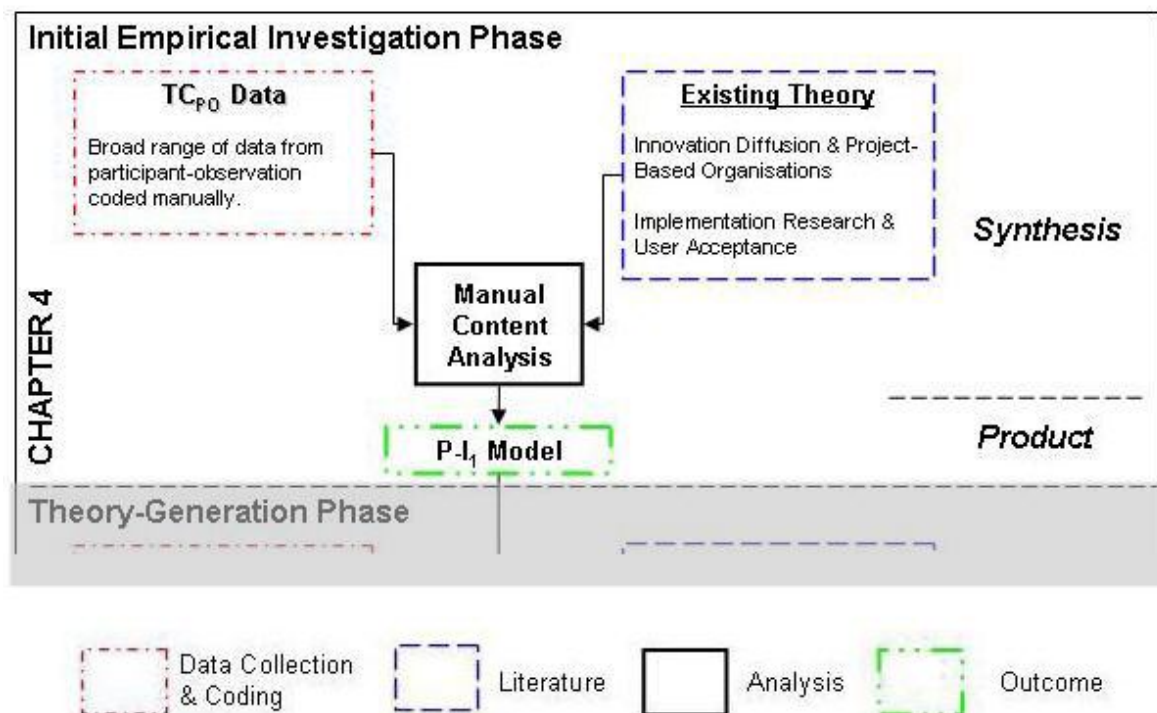 Initial Empirical Investigation Phase
TCPO Data
Broad range of data from
participant-observation
coded manually.
Existing Theory
Innovation Diffusion & Project-
Based Organisations
Implementation Research &
User Acceptance
Synthesis
CHAPTER 4
Manual
Content
Analysis
Product
P-I1 Model
Theory-Generation Phase
Data Collection
& Coding
Literature
Analysis
Outcome